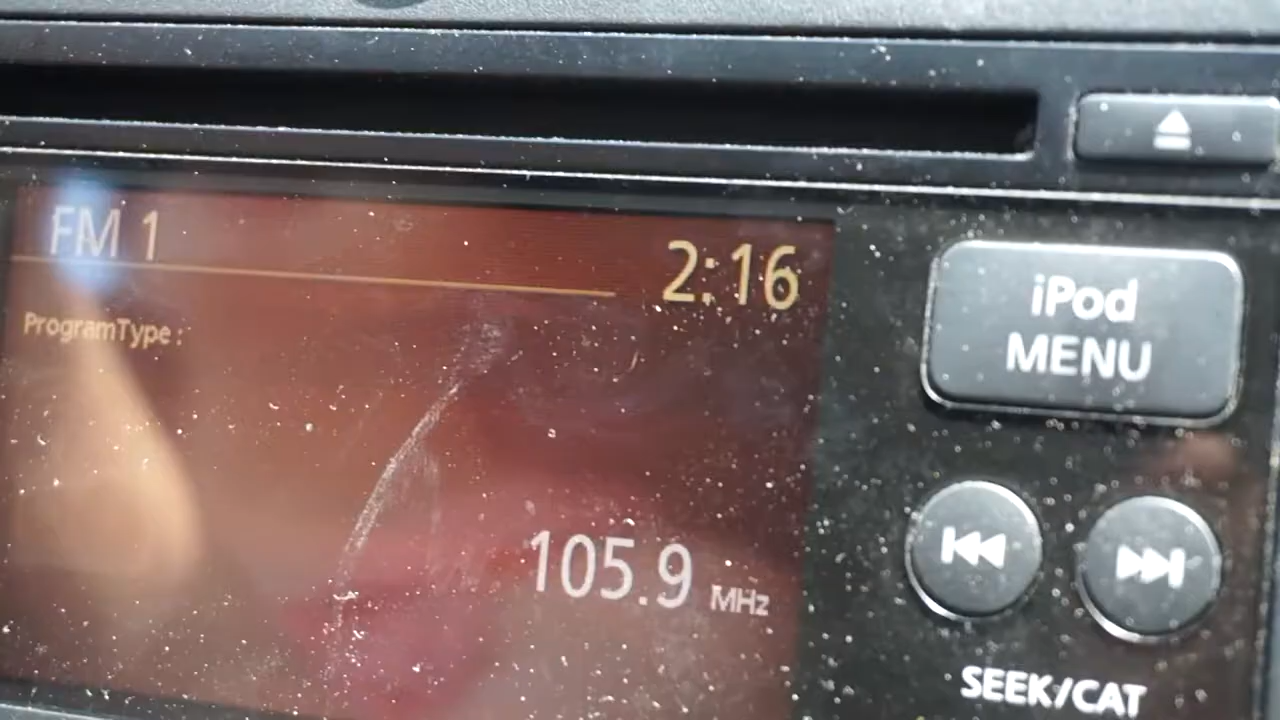 FM 1
2:16
ProgramType:
iPod
MENU
105.9 MHz
SEEK/CAT